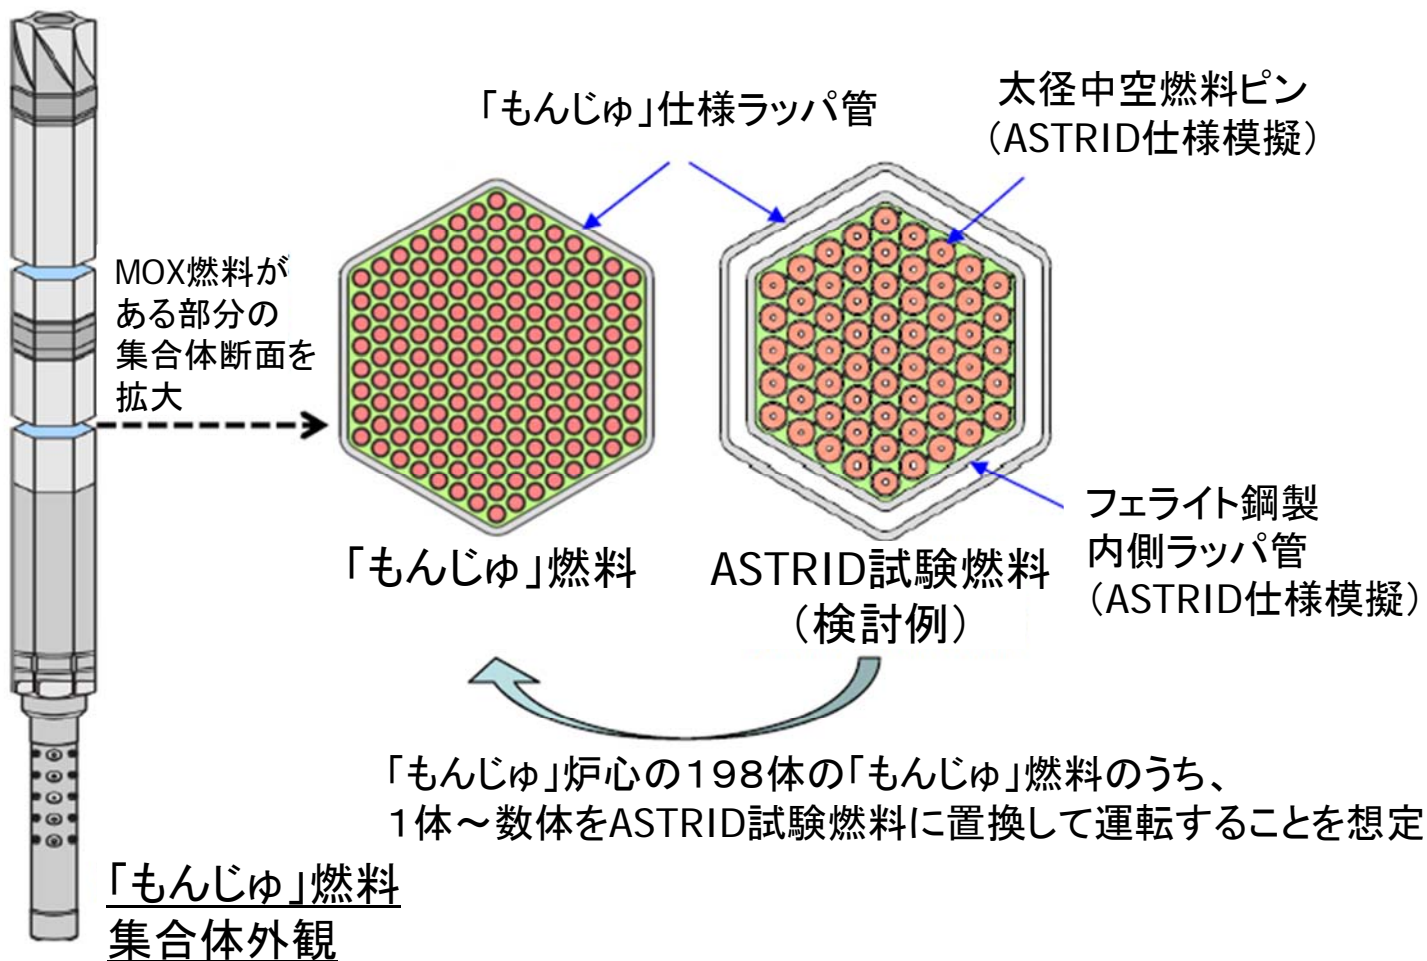 「もんじゅ」仕様ラッパ管
太径中空燃料ピン
（ASTRID仕様模擬）
MOX燃料が
ある部分の
集合体断面を
拡大
フェライト鋼製
内側ラッパ管
（ASTRID仕様模擬）
「もんじゅ」燃料
ASTRID試験燃料
（検討例）
「もんじゅ」炉心の１９８体の「もんじゅ」燃料のうち、
１体～数体をASTRID試験燃料に置換して運転することを想定
「もんじゅ」燃料
集合体外観